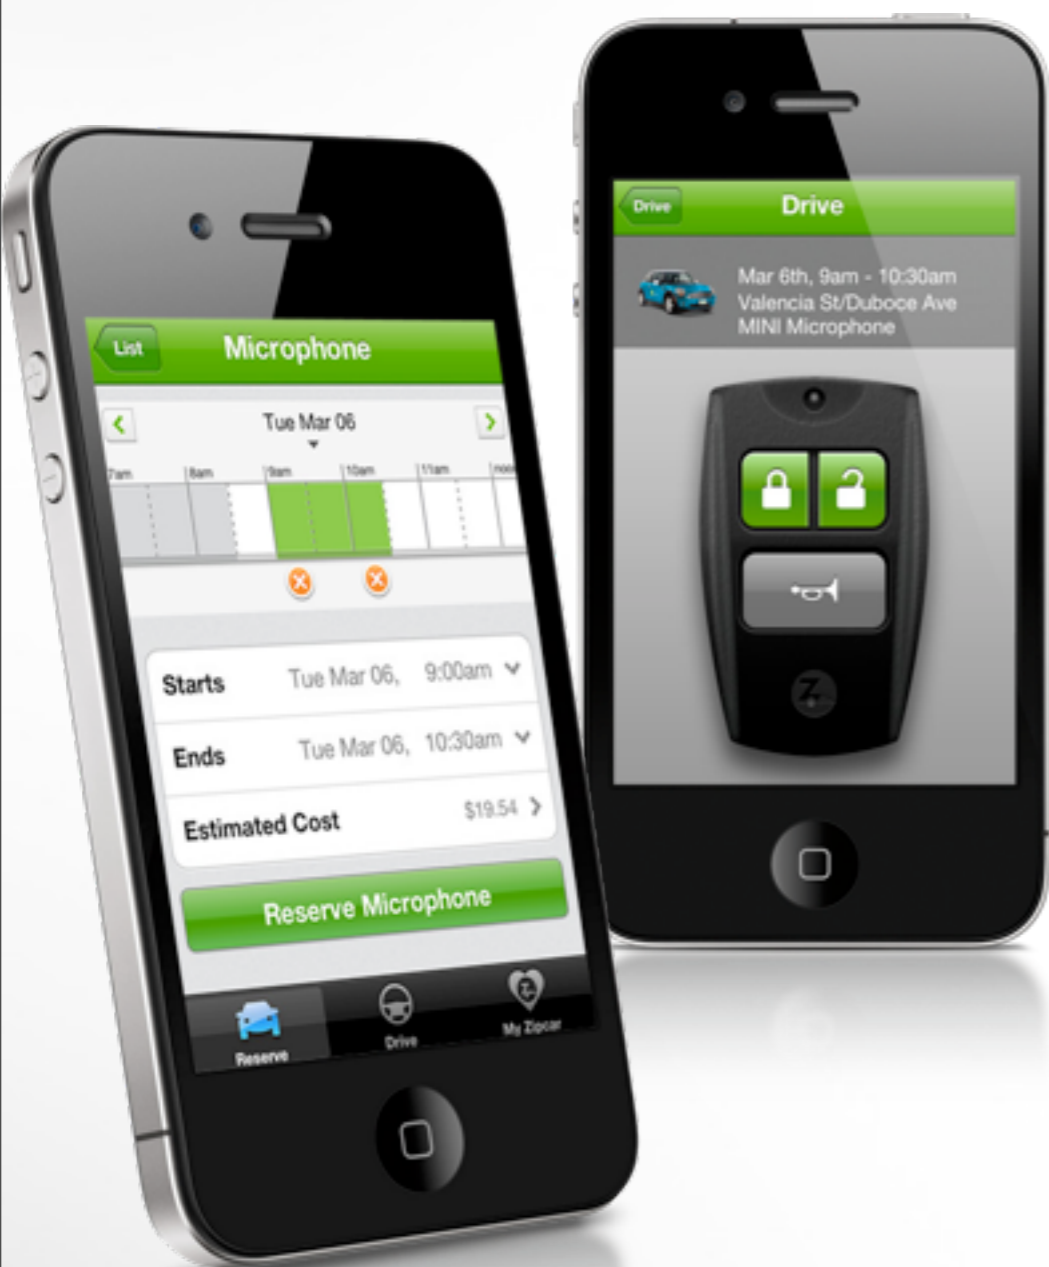 List Microphone
Tue Mar 06
7am 8am 9am 10am 11am noon
Starts Tue Mar 06, 9:00am
Ends Tue Mar 06, 10:30am
Estimated Cost $19.54
Reserve Microphone
Reserve Drive My Zipcar
Drive Drive
Mar 6th, 9am - 10:30am
Valencia St/Duboce Ave
MINI Microphone
Z